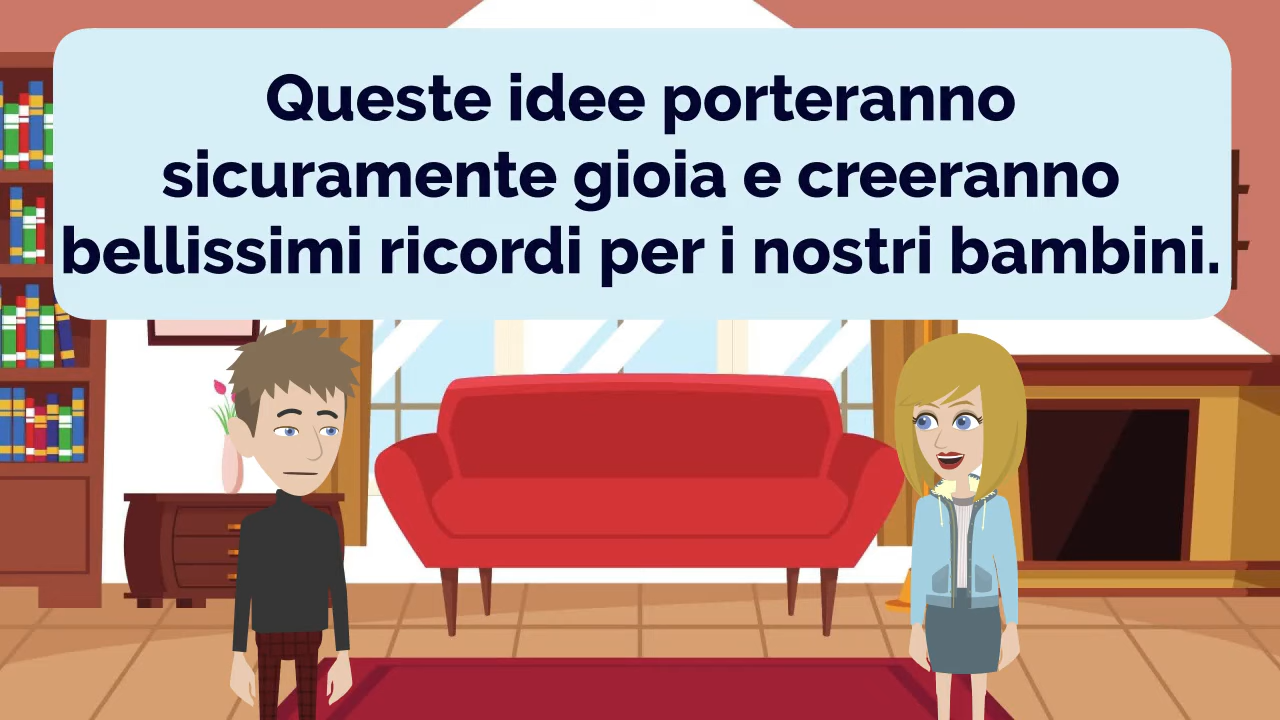 Queste idee porteranno
sicuramente gioia e creeranno
bellissimi ricordi per i nostri bambini.